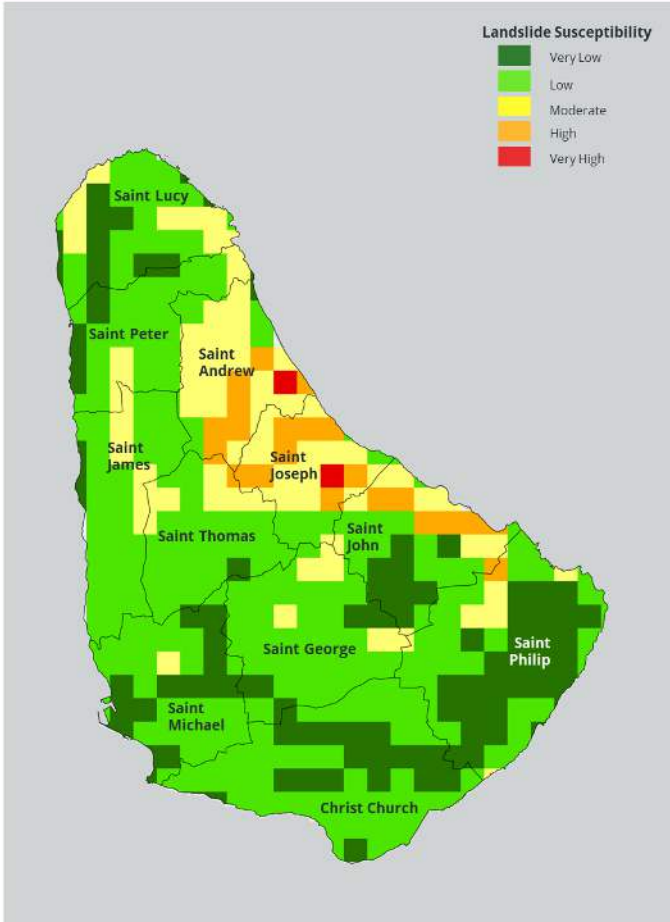 Landslide Susceptibility
Very Low
Low
Moderate
High
Very High
Saint Lucy
Saint Peter
Saint
Andrew
Saint
James
Saint
Joseph
Saint Thomas
Saint
John
Saint George
Saint
Philip
Saint
Michael
Christ Church